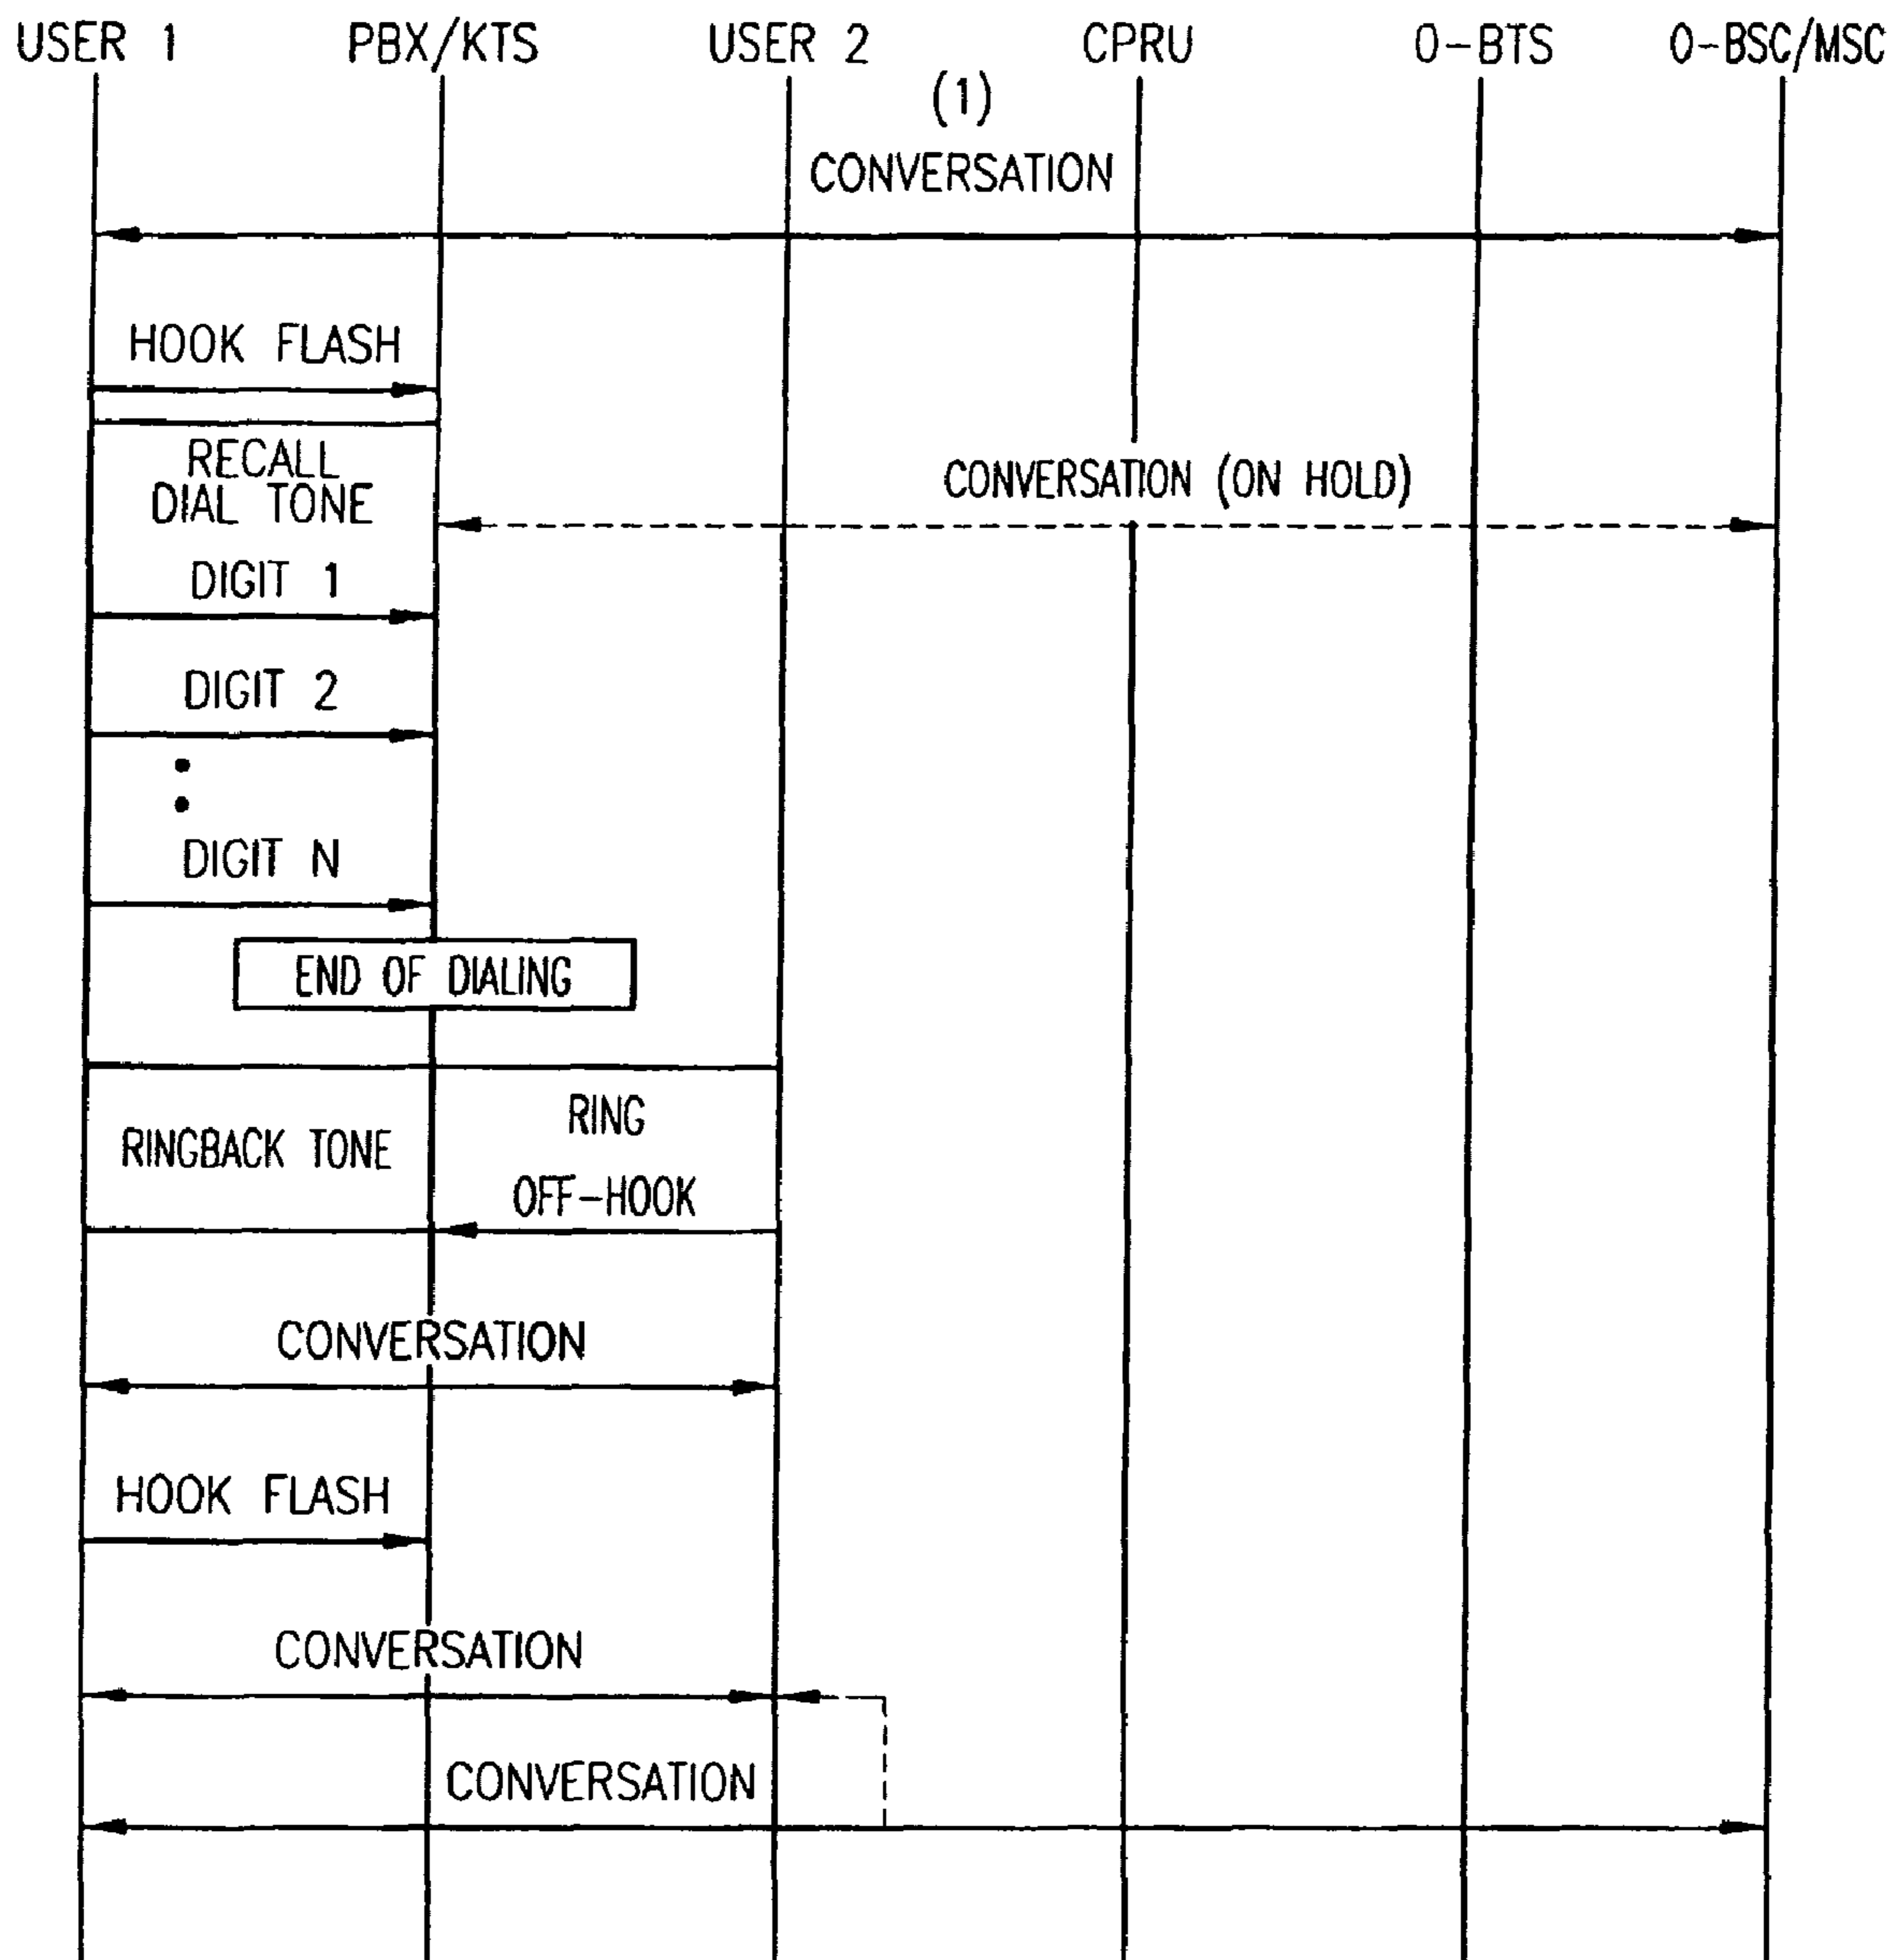 USER 1 PBX/KTS USER 2 CPRU O-BTS O-BSC/MSC
(1)
CONVERSATION
HOOK FLASH
RECALL
DIAL TONE
CONVERSATION (ON HOLD)
DIGIT 1
DIGIT 2
DIGIT N
END OF DIALING
RING
RINGBACK TONE
OFF-HOOK
CONVERSATION
HOOK FLASH
CONVERSATION
CONVERSATION